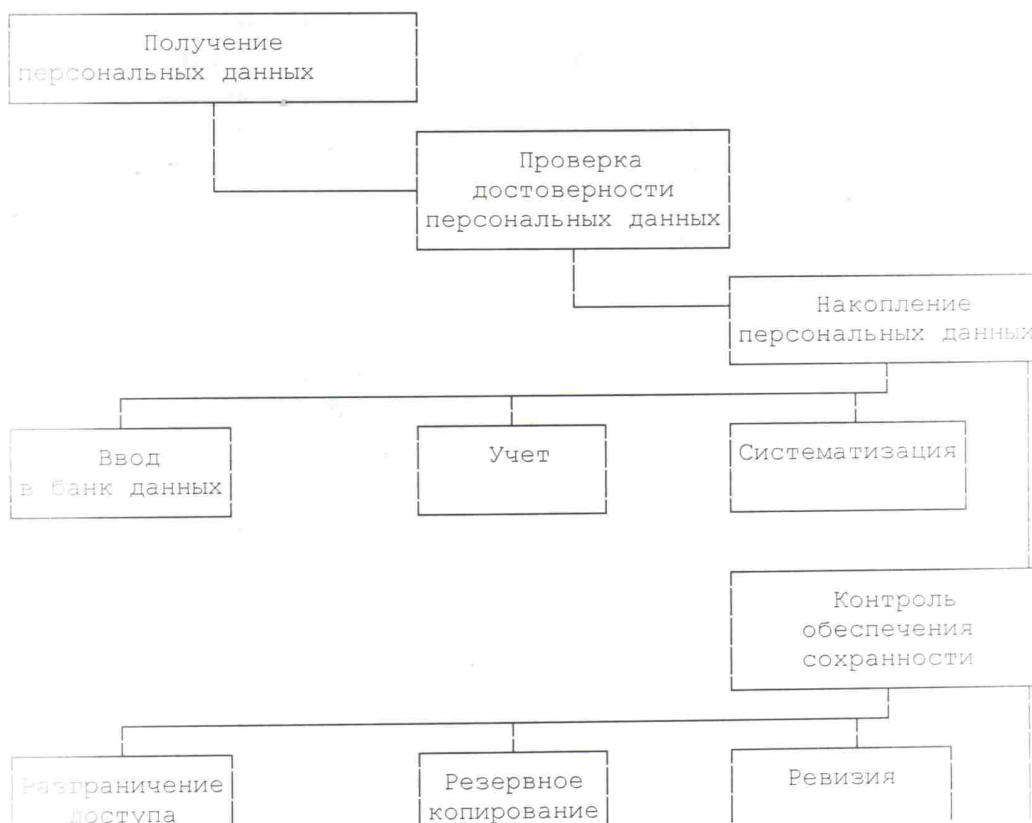 Получение
персональных данных
Проверка
достоверности
персональных данных
Накопление
персональных данных
Ввод
в банк данных
Учет
Систематизация
Контроль
обеспечения
сохранности
Разграничение
доступа
Резервное
копирование
Ревизия